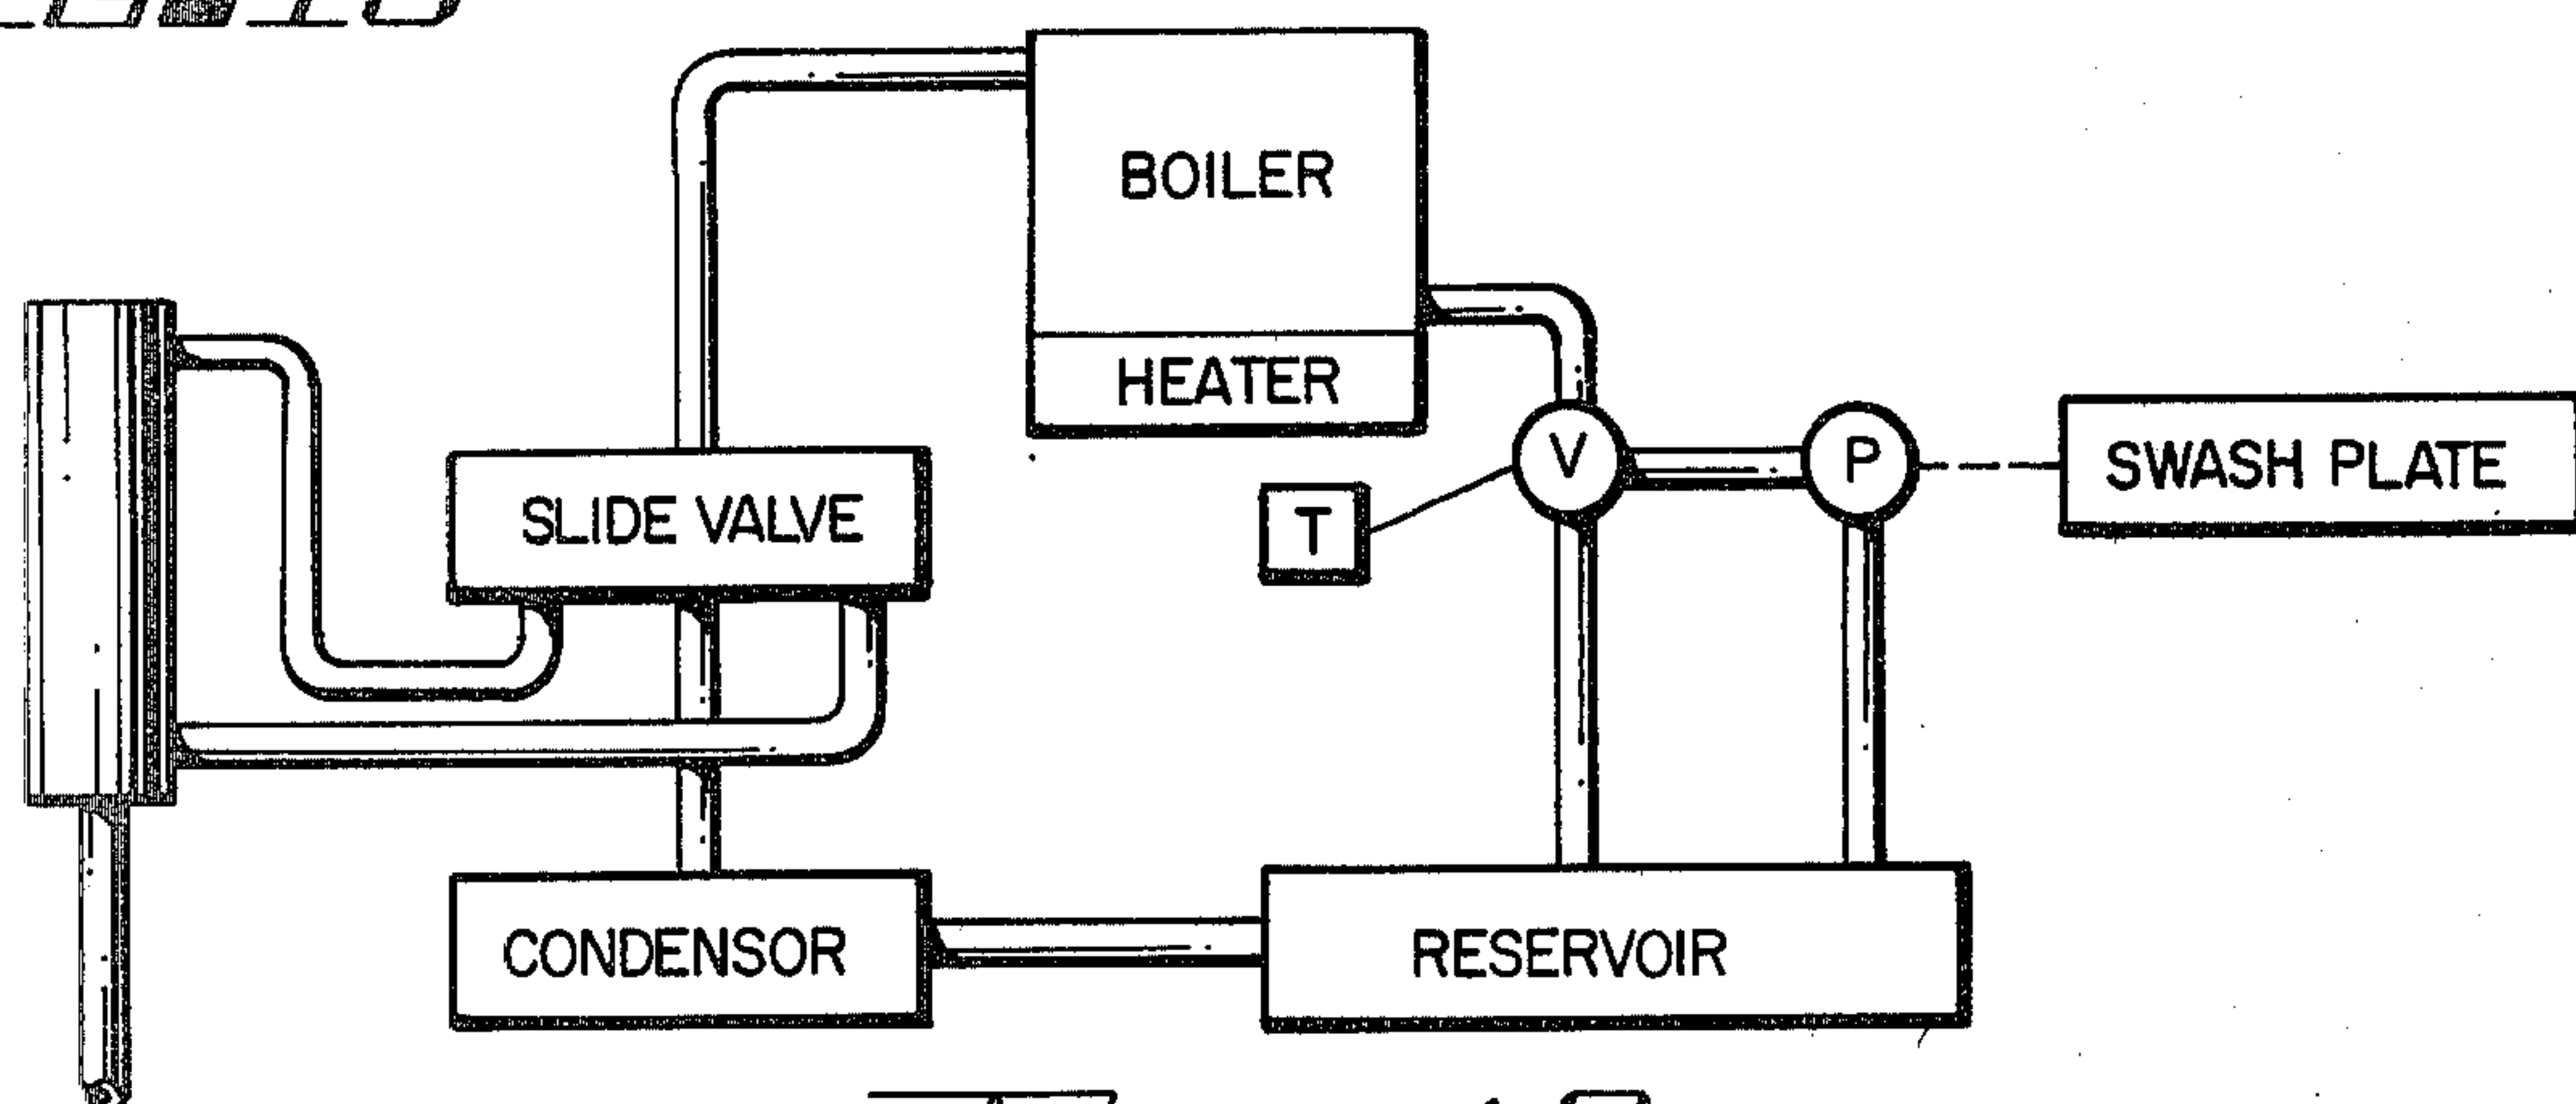 BOILER
HEATER
SLIDE VALVE
V
P
SWASH PLATE
T
CONDENSOR
RESERVOIR